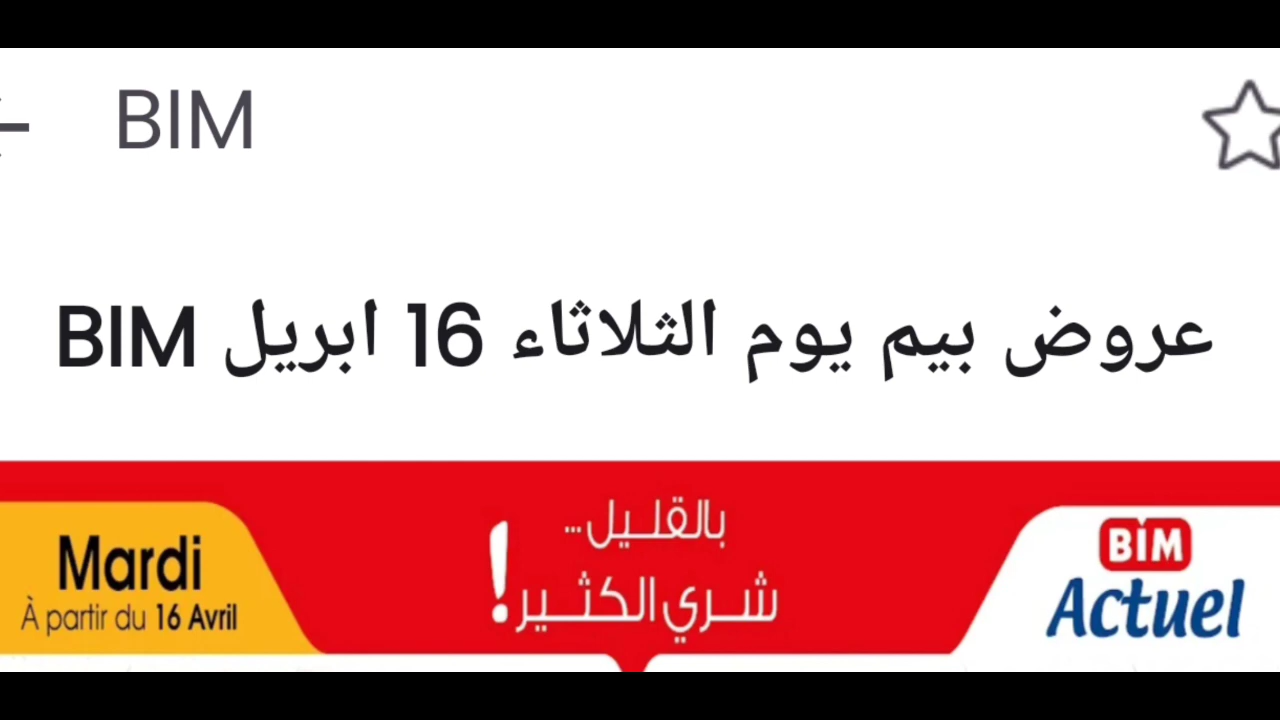 BIM
عروض بيم يوم الثلاثاء 16 ابريل BIM
Mardi
À partir du 16 Avril
بالقليل...
شري الكثير!
BIM
Actuel